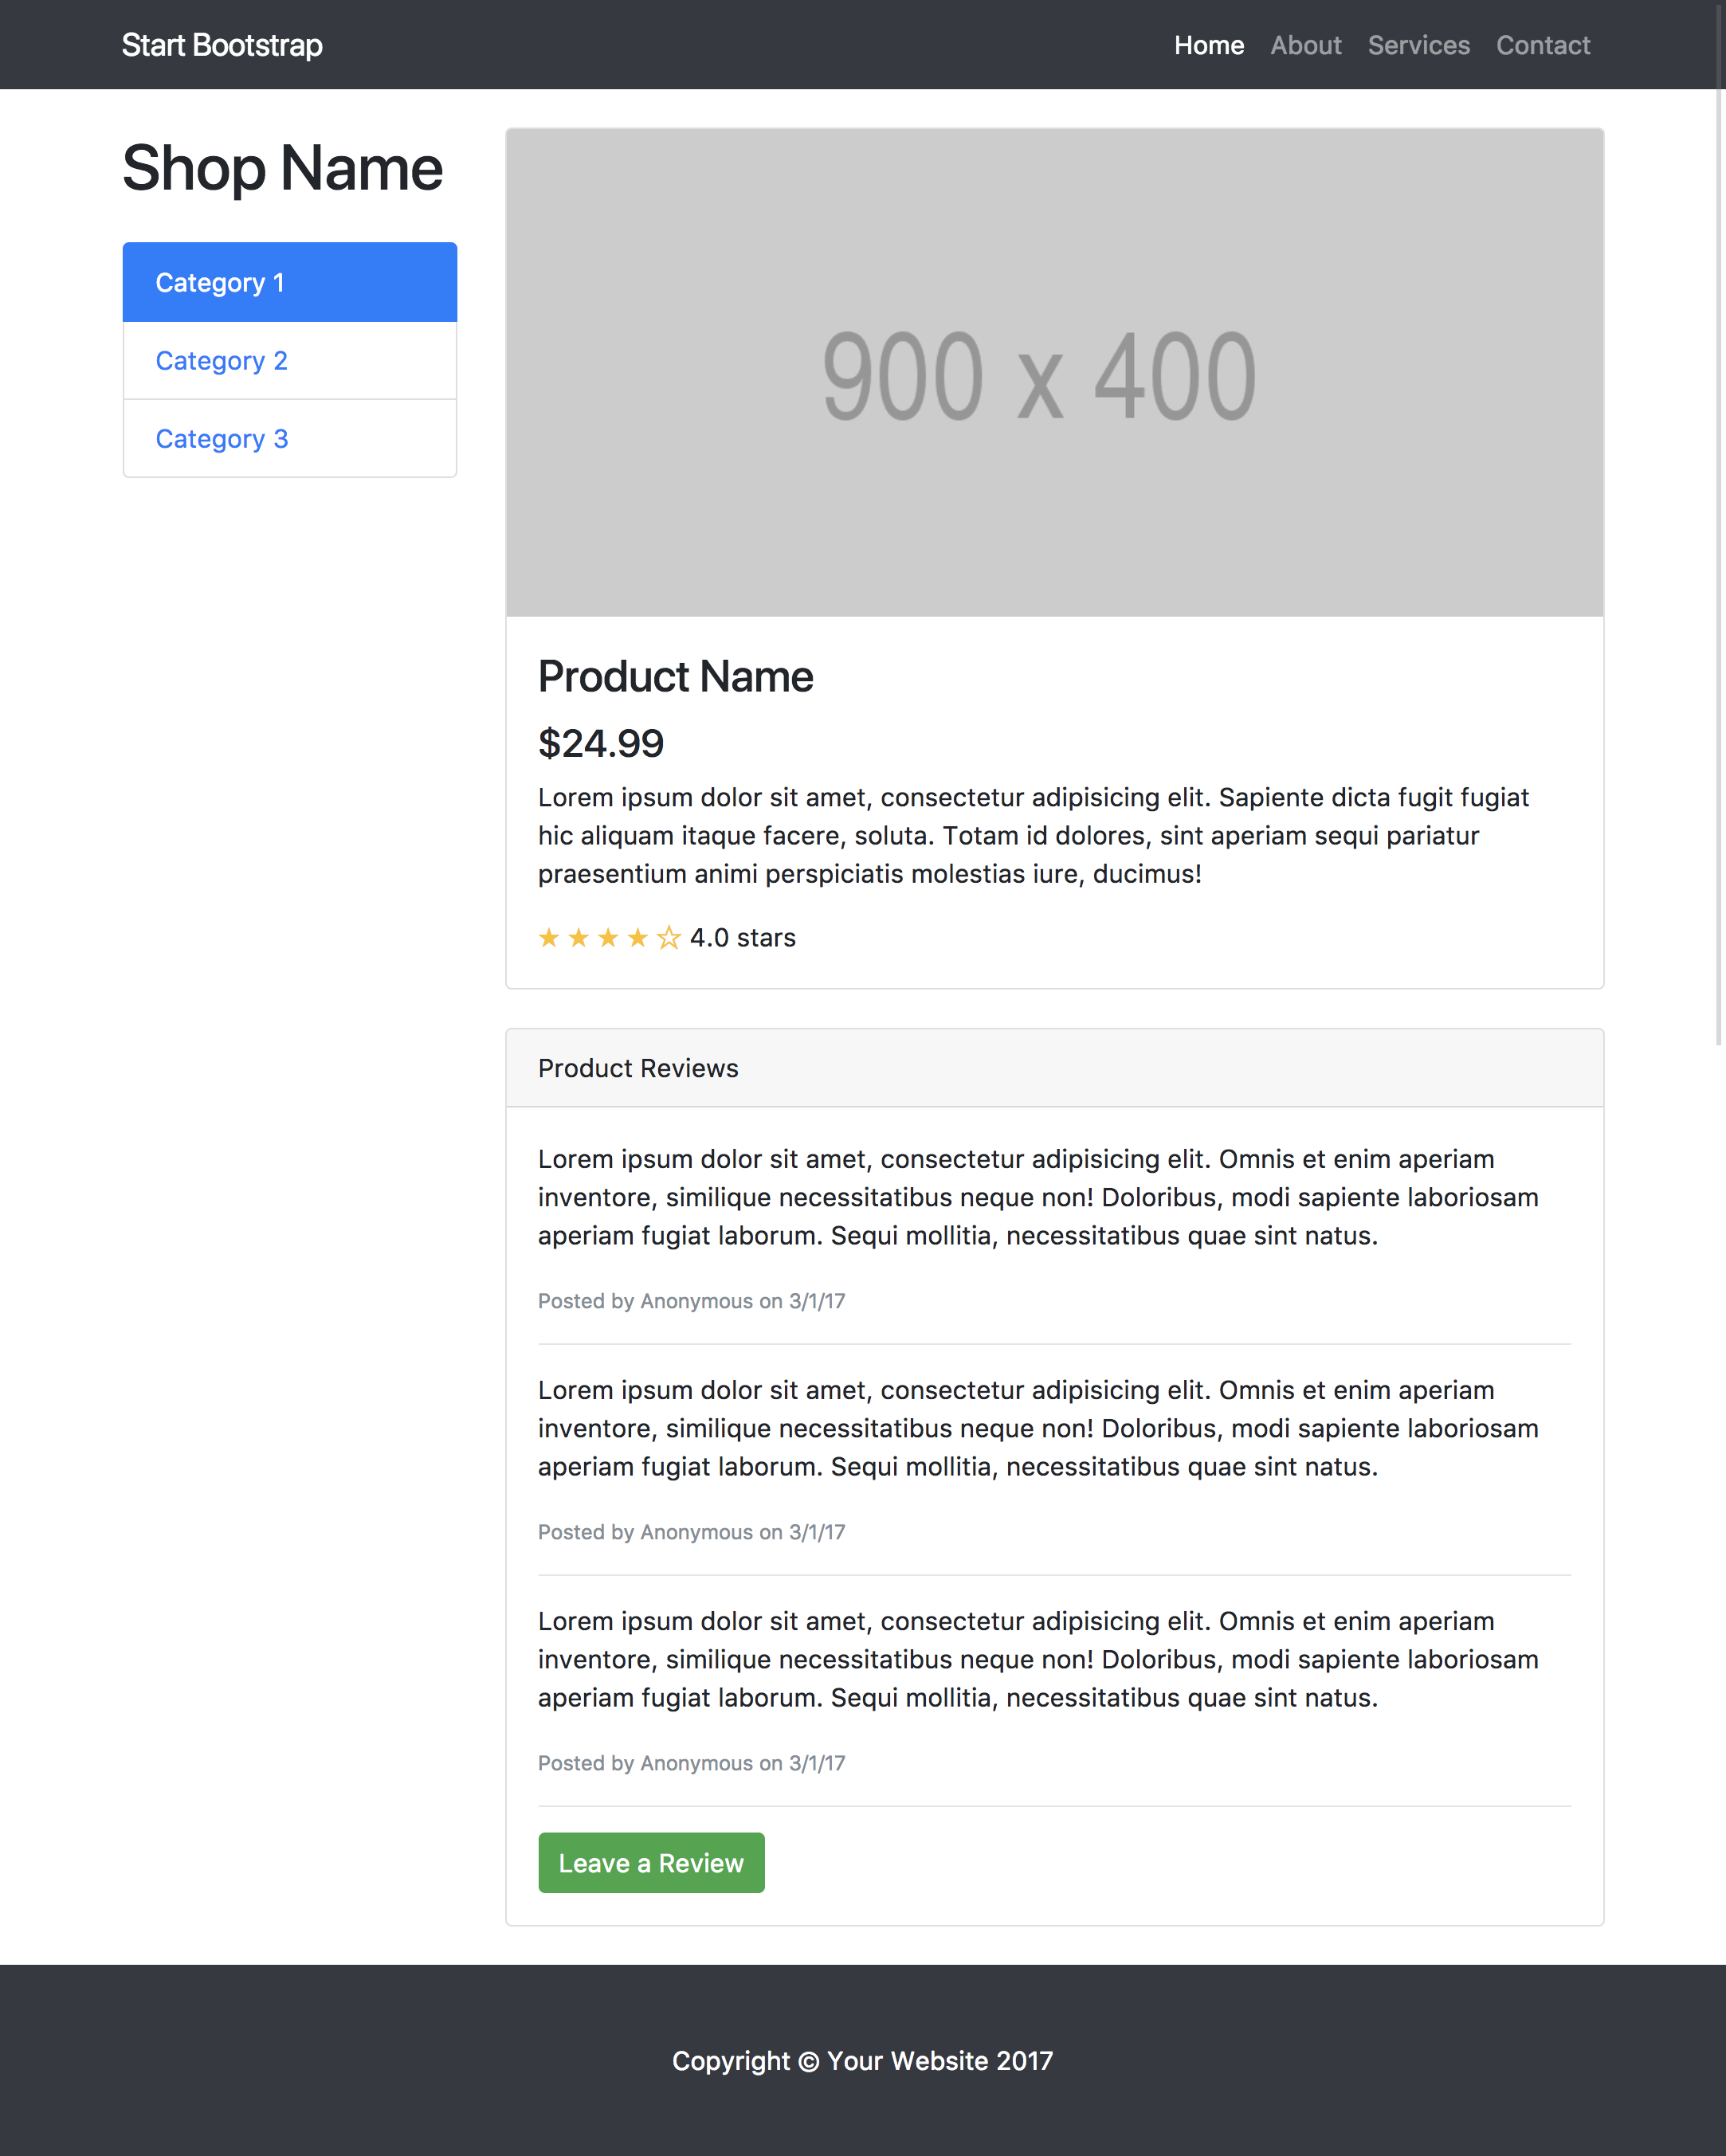 Start Bootstrap
Home About Services Contact
Shop Name
Category 1
Category 2
Category 3
900 x 400
Product Name
$24.99
Lorem ipsum dolor sit amet, consectetur adipisicing elit. Sapiente dicta fugit fugiat
hic aliquam itaque facere, soluta. Totam id dolores, sint aperiam sequi pariatur
praesentium animi perspiciatis molestias iure, ducimus!
★ ★ ★ ★ ☆ 4.0 stars
Product Reviews
Lorem ipsum dolor sit amet, consectetur adipisicing elit. Omnis et enim aperiam
inventore, similique necessitatibus neque non! Doloribus, modi sapiente laboriosam
aperiam fugiat laborum. Sequi mollitia, necessitatibus quae sint natus.
Posted by Anonymous on 3/1/17
Lorem ipsum dolor sit amet, consectetur adipisicing elit. Omnis et enim aperiam
inventore, similique necessitatibus neque non! Doloribus, modi sapiente laboriosam
aperiam fugiat laborum. Sequi mollitia, necessitatibus quae sint natus.
Posted by Anonymous on 3/1/17
Lorem ipsum dolor sit amet, consectetur adipisicing elit. Omnis et enim aperiam
inventore, similique necessitatibus neque non! Doloribus, modi sapiente laboriosam
aperiam fugiat laborum. Sequi mollitia, necessitatibus quae sint natus.
Posted by Anonymous on 3/1/17
Leave a Review
Copyright © Your Website 2017